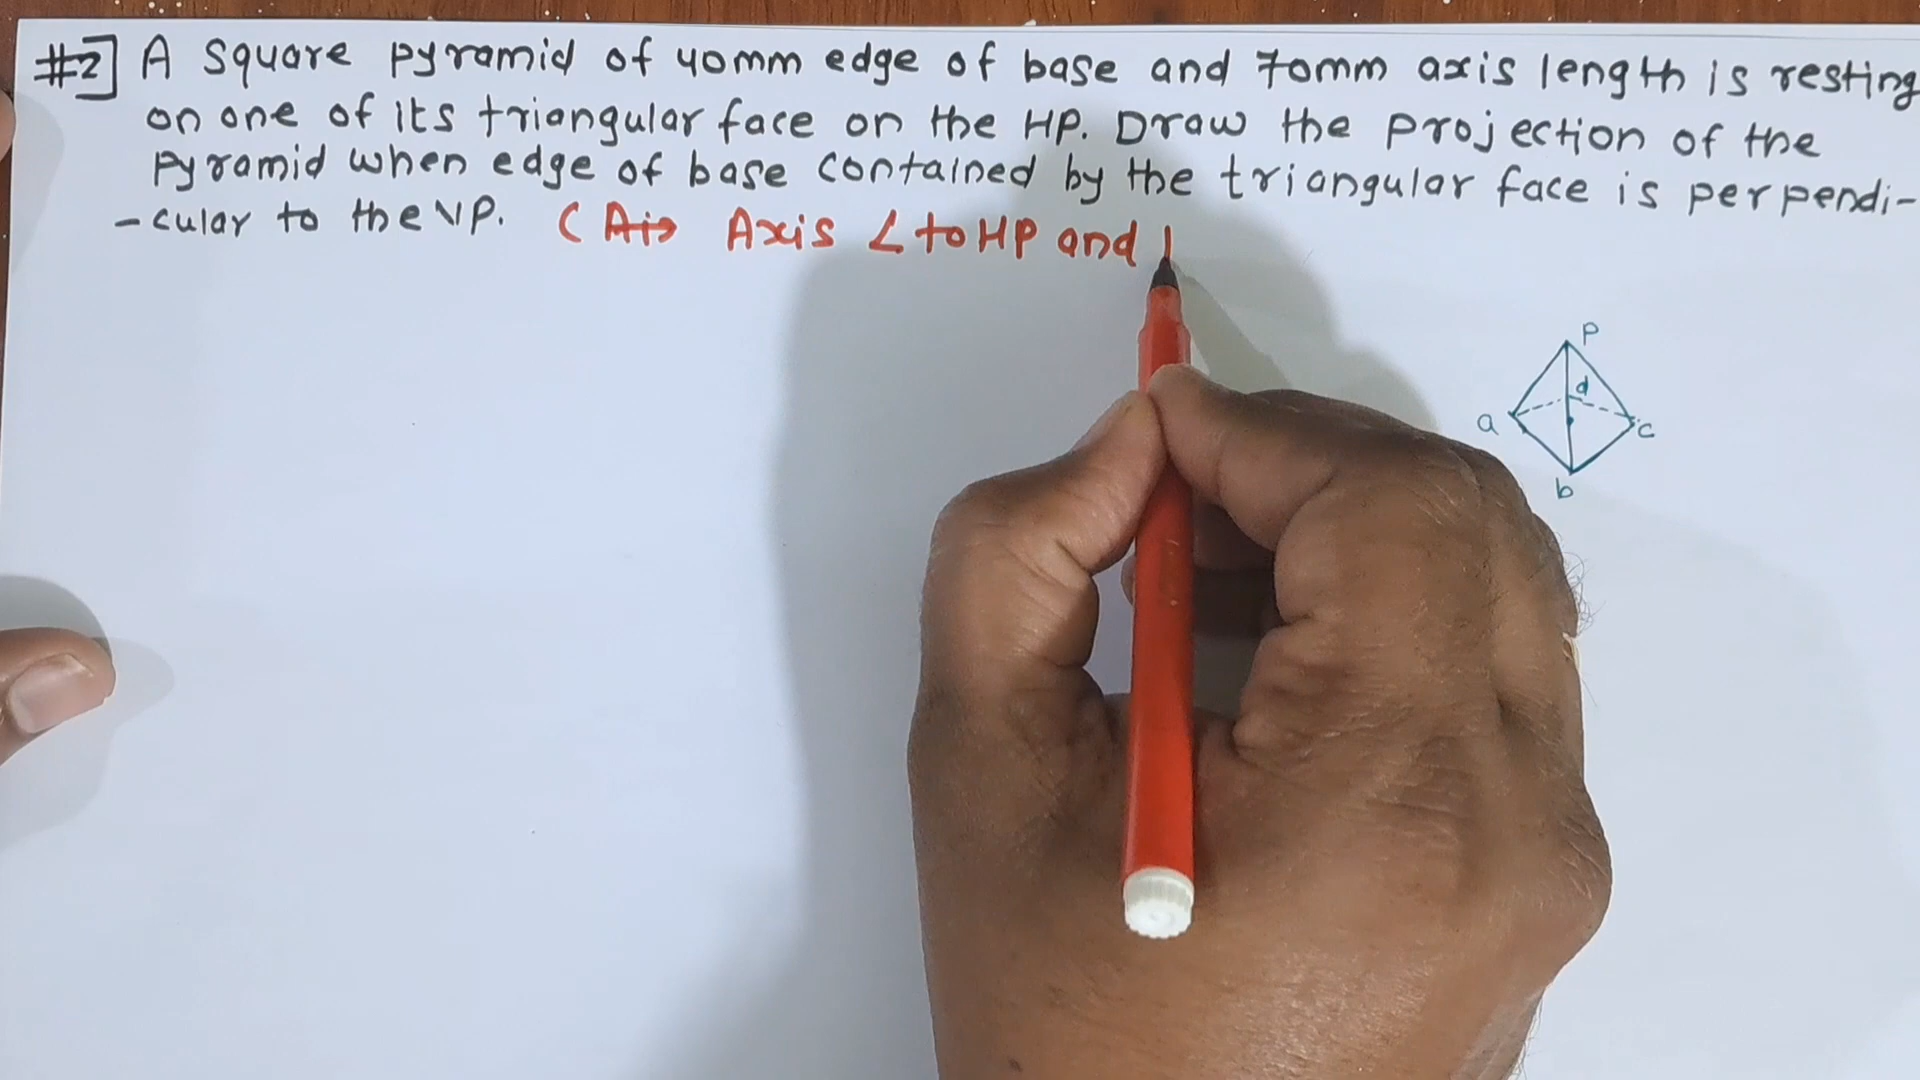 #2] A square pyramid of 40mm edge of base and 70mm axis length is resting
on one of its triangular face on the HP. Draw the projection of the
pyramid when edge of base contained by the triangular face is perpendi-
-cular to the VP. ( Axis ∠ to HP and
P
d
a
c
b